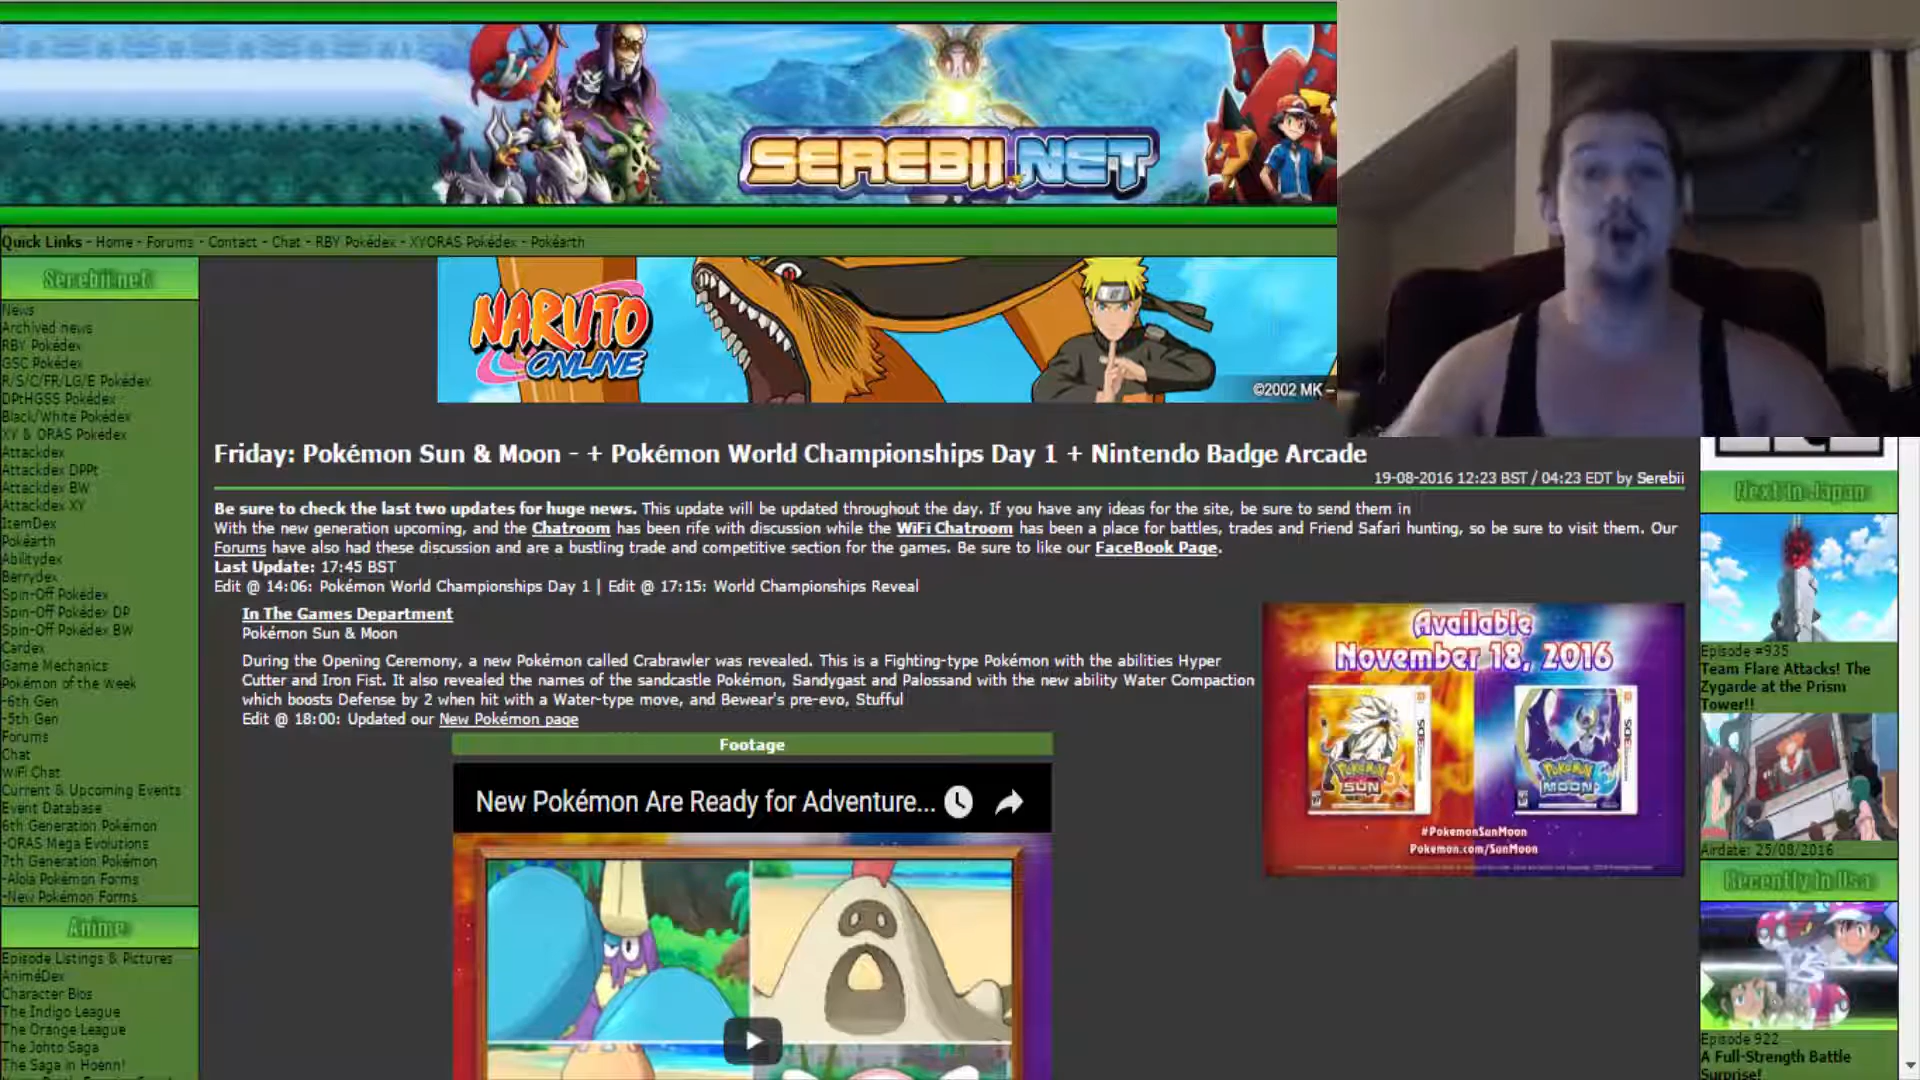 SEREBII.NET
Quick Links - Home - Forums - Contact - Chat - RBY Pokédex - XYORAS Pokédex - Pokéarth
Serebii.net
News
Archived news
RBY Pokédex
GSC Pokédex
R/S/C/FR/LG/E Pokédex
DPtHGSS Pokédex
Black/White Pokédex
XY & ORAS Pokédex
Attackdex
Attackdex DPPt
Attackdex BW
Attackdex XY
ItemDex
Pokéarth
Abilitydex
Berrydex
Spin-Off Pokédex
Spin-Off Pokédex DP
Spin-Off Pokédex BW
Cardex
Game Mechanics
Pokémon of the Week
-6th Gen
-5th Gen
Forums
Chat
WiFi Chat
Current & Upcoming Events
Event Database
6th Generation Pokémon
-ORAS Mega Evolutions
7th Generation Pokémon
-Alola Pokémon Forms
-New Pokémon Forms
Anime
Episode Listings & Pictures
AniméDex
Character Bios
The Indigo League
The Orange League
The Johto Saga
The Saga in Hoenn!
NARUTO
ONLINE
©2002 MK –
Friday: Pokémon Sun & Moon - + Pokémon World Championships Day 1 + Nintendo Badge Arcade
19-08-2016 12:23 BST / 04:23 EDT by Serebii
Be sure to check the last two updates for huge news. This update will be updated throughout the day. If you have any ideas for the site, be sure to send them in
With the new generation upcoming, and the Chatroom has been rife with discussion while the WiFi Chatroom has been a place for battles, trades and Friend Safari hunting, so be sure to visit them. Our
Forums have also had these discussion and are a bustling trade and competitive section for the games. Be sure to like our FaceBook Page.
Last Update: 17:45 BST
Edit @ 14:06: Pokémon World Championships Day 1 | Edit @ 17:15: World Championships Reveal
In The Games Department
Pokémon Sun & Moon
During the Opening Ceremony, a new Pokémon called Crabrawler was revealed. This is a Fighting-type Pokémon with the abilities Hyper
Cutter and Iron Fist. It also revealed the names of the sandcastle Pokémon, Sandygast and Palossand with the new ability Water Compaction
which boosts Defense by 2 when hit with a Water-type move, and Bewear's pre-evo, Stufful
Edit @ 18:00: Updated our New Pokémon page
Footage
New Pokémon Are Ready for Adventure...
Available
November 18, 2016
POKÉMON
SUN
POKÉMON
MOON
#PokemonSunMoon
Pokemon.com/SunMoon
Next In Japan
Episode #935
Team Flare Attacks! The
Zygarde at the Prism
Tower!!
Airdate: 25/08/2016
Recently In Usa
Episode 922
A Full-Strength Battle
Surprise!